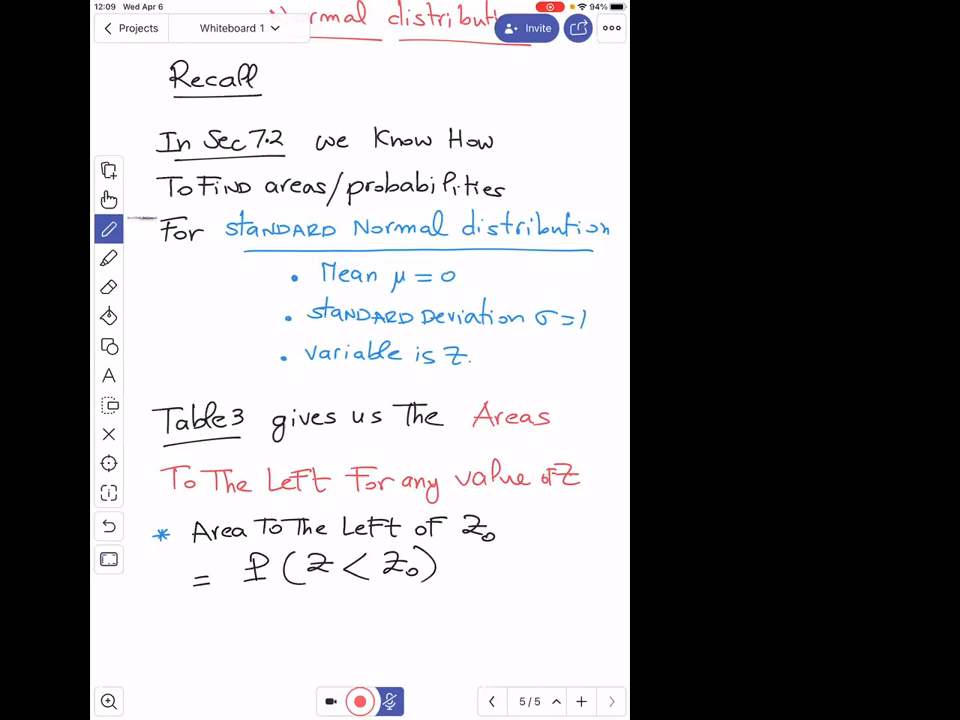 12:09 Wed Apr 6
94%
Normal distributi
Projects
Whiteboard 1
Invite
Recall
In Sec 7.2 we Know How
To FIND areas/probabilities
For STANDARD Normal distribution
• Mean μ = 0
• STANDARD Deviation σ = 1
• variable is Z.
Table 3 gives us The Areas
To The Left For any value of Z
* Area To The Left of Z₀
= P(Z < Z₀)
A
5/5